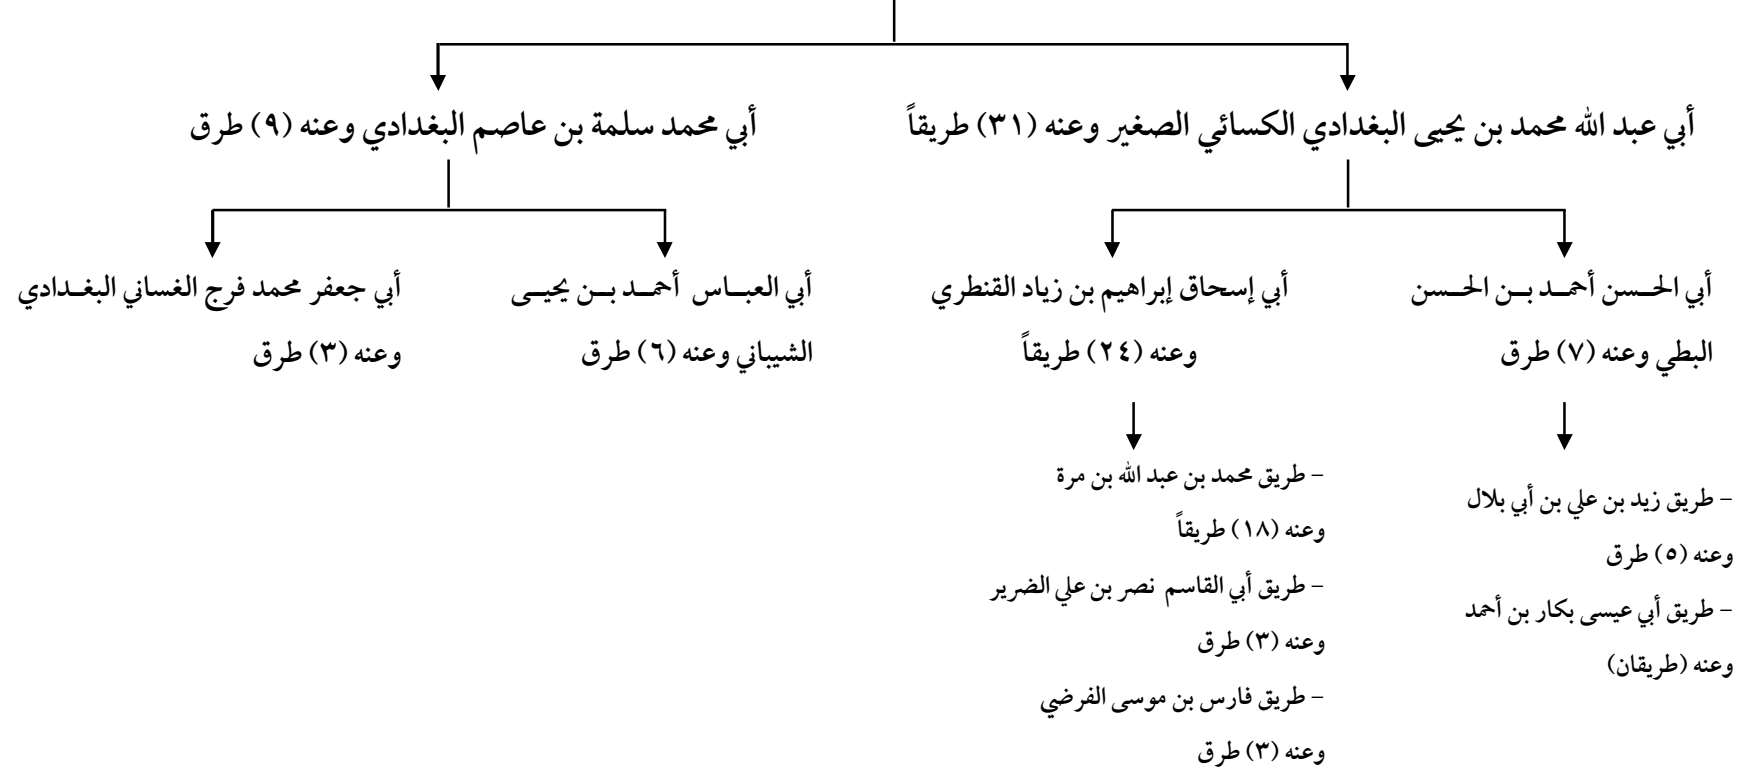 أبي عبد الله محمد بن يحيى البغدادي الكسائي الصغير وعنه (٣١) طريقاً
أبي محمد سلمة بن عاصم البغدادي وعنه (٩) طرق
أبي الحسن أحمد بن الحسن
البطي وعنه (٧) طرق
أبي إسحاق إبراهيم بن زياد القنطري
وعنه (٢٤) طريقاً
أبي العباس أحمد بن يحيى
الشيباني وعنه (٦) طرق
أبي جعفر محمد فرج الغساني البغدادي
وعنه (٣) طرق
– طريق زيد بن علي بن أبي بلال
وعنه (٥) طرق
– طريق أبي عيسى بكار بن أحمد
وعنه (طريقان)
– طريق محمد بن عبد الله بن مرة
وعنه (١٨) طريقاً
– طريق أبي القاسم نصر بن علي الضرير
وعنه (٣) طرق
– طريق فارس بن موسى الفرضي
وعنه (٣) طرق